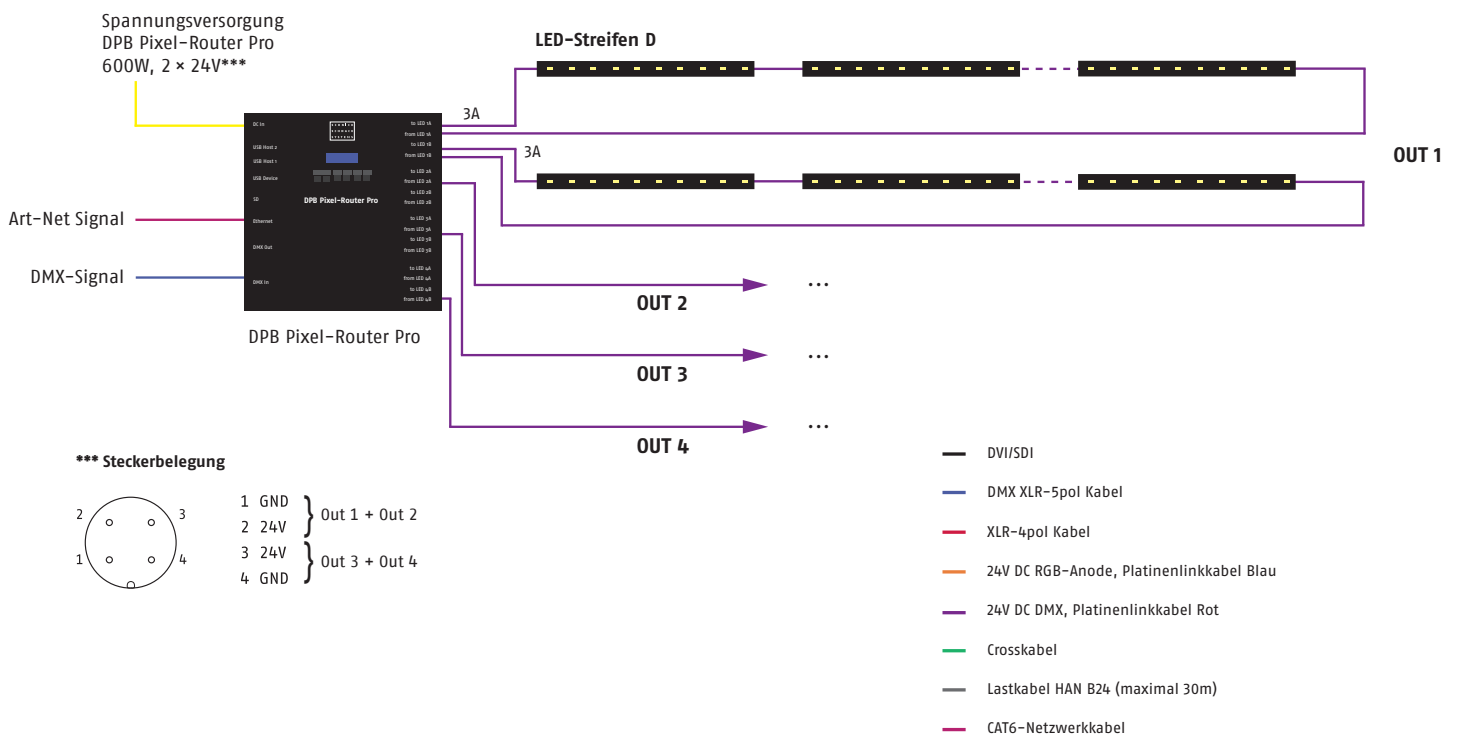 Spannungsversorgung
DPB Pixel-Router Pro
600W, 2 × 24V***
LED-Streifen D
3A
3A
OUT 1
DC In
USB Host 2
USB Host 1
USB Device
SD
Ethernet
DMX Out
DMX In
DPB Pixel-Router Pro
to LED 1A
from LED 1A
to LED 1B
from LED 1B
to LED 2A
from LED 2A
to LED 2B
from LED 2B
to LED 3A
from LED 3A
to LED 3B
from LED 3B
to LED 4A
from LED 4A
to LED 4B
from LED 4B
Art-Net Signal
DMX-Signal
DPB Pixel-Router Pro
OUT 2
...
OUT 3
...
OUT 4
...
*** Steckerbelegung
2
3
1
4
1 GND
2 24V
Out 1 + Out 2
3 24V
4 GND
Out 3 + Out 4
DVI/SDI
DMX XLR-5pol Kabel
XLR-4pol Kabel
24V DC RGB-Anode, Platinenlinkkabel Blau
24V DC DMX, Platinenlinkkabel Rot
Crosskabel
Lastkabel HAN B24 (maximal 30m)
CAT6-Netzwerkkabel